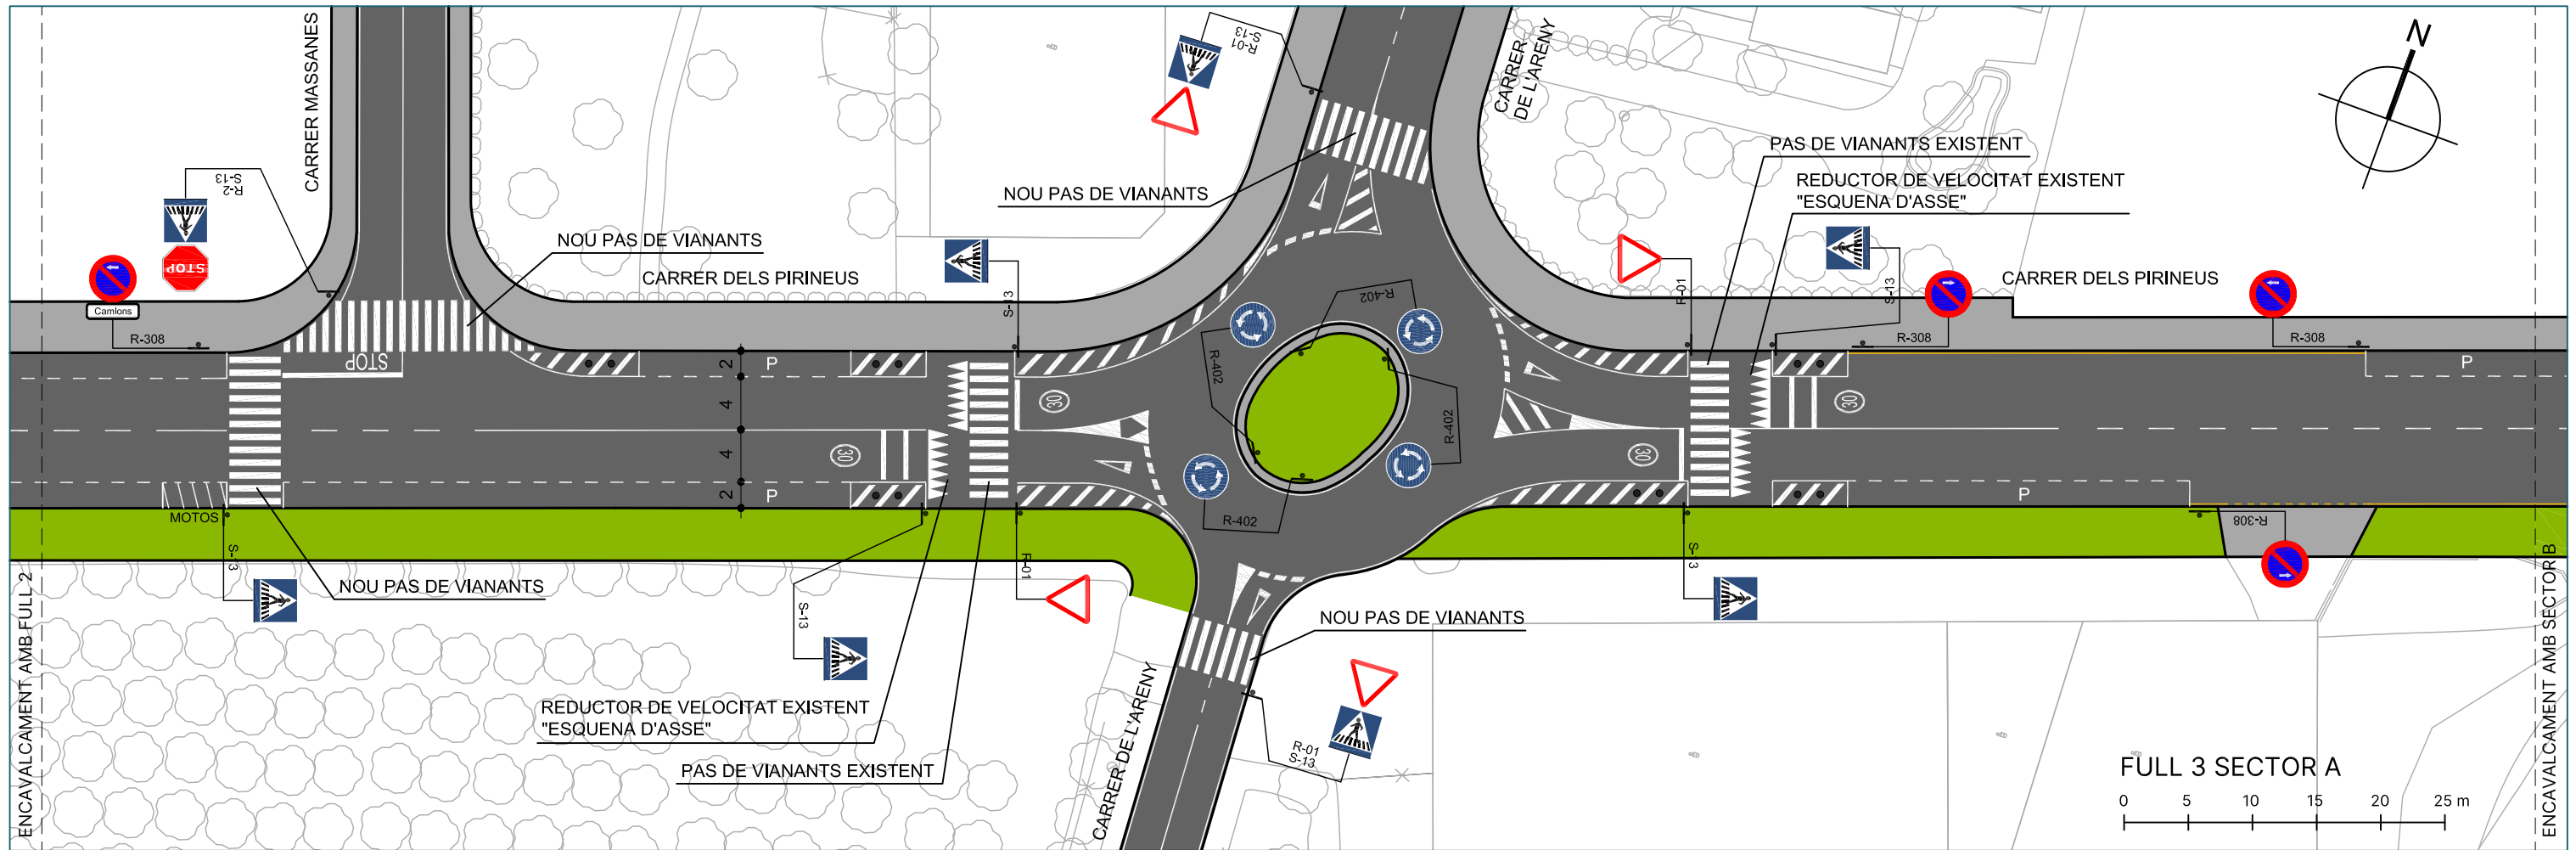 CARRER MASSANES
R-2
S-13
STOP
Camions
R-308
NOU PAS DE VIANANTS
CARRER DELS PIRINEUS
STOP
S-13
R-01
S-13
NOU PAS DE VIANANTS
CARRER
DE L'ARENY
N
PAS DE VIANANTS EXISTENT
REDUCTOR DE VELOCITAT EXISTENT
"ESQUENA D'ASSE"
R-01
S-13
CARRER DELS PIRINEUS
R-308
R-308
R-402
R-402
R-402
R-402
2
4
4
2
P
P
P
P
30
30
30
30
MOTOS
S-13
NOU PAS DE VIANANTS
S-13
REDUCTOR DE VELOCITAT EXISTENT
"ESQUENA D'ASSE"
PAS DE VIANANTS EXISTENT
R-01
CARRER DE L'ARENY
NOU PAS DE VIANANTS
R-01
S-13
S-13
R-308
ENCAVALCAMENT AMB FULL 2
ENCAVALCAMENT AMB SECTOR B
FULL 3 SECTOR A
0 5 10 15 20 25 m